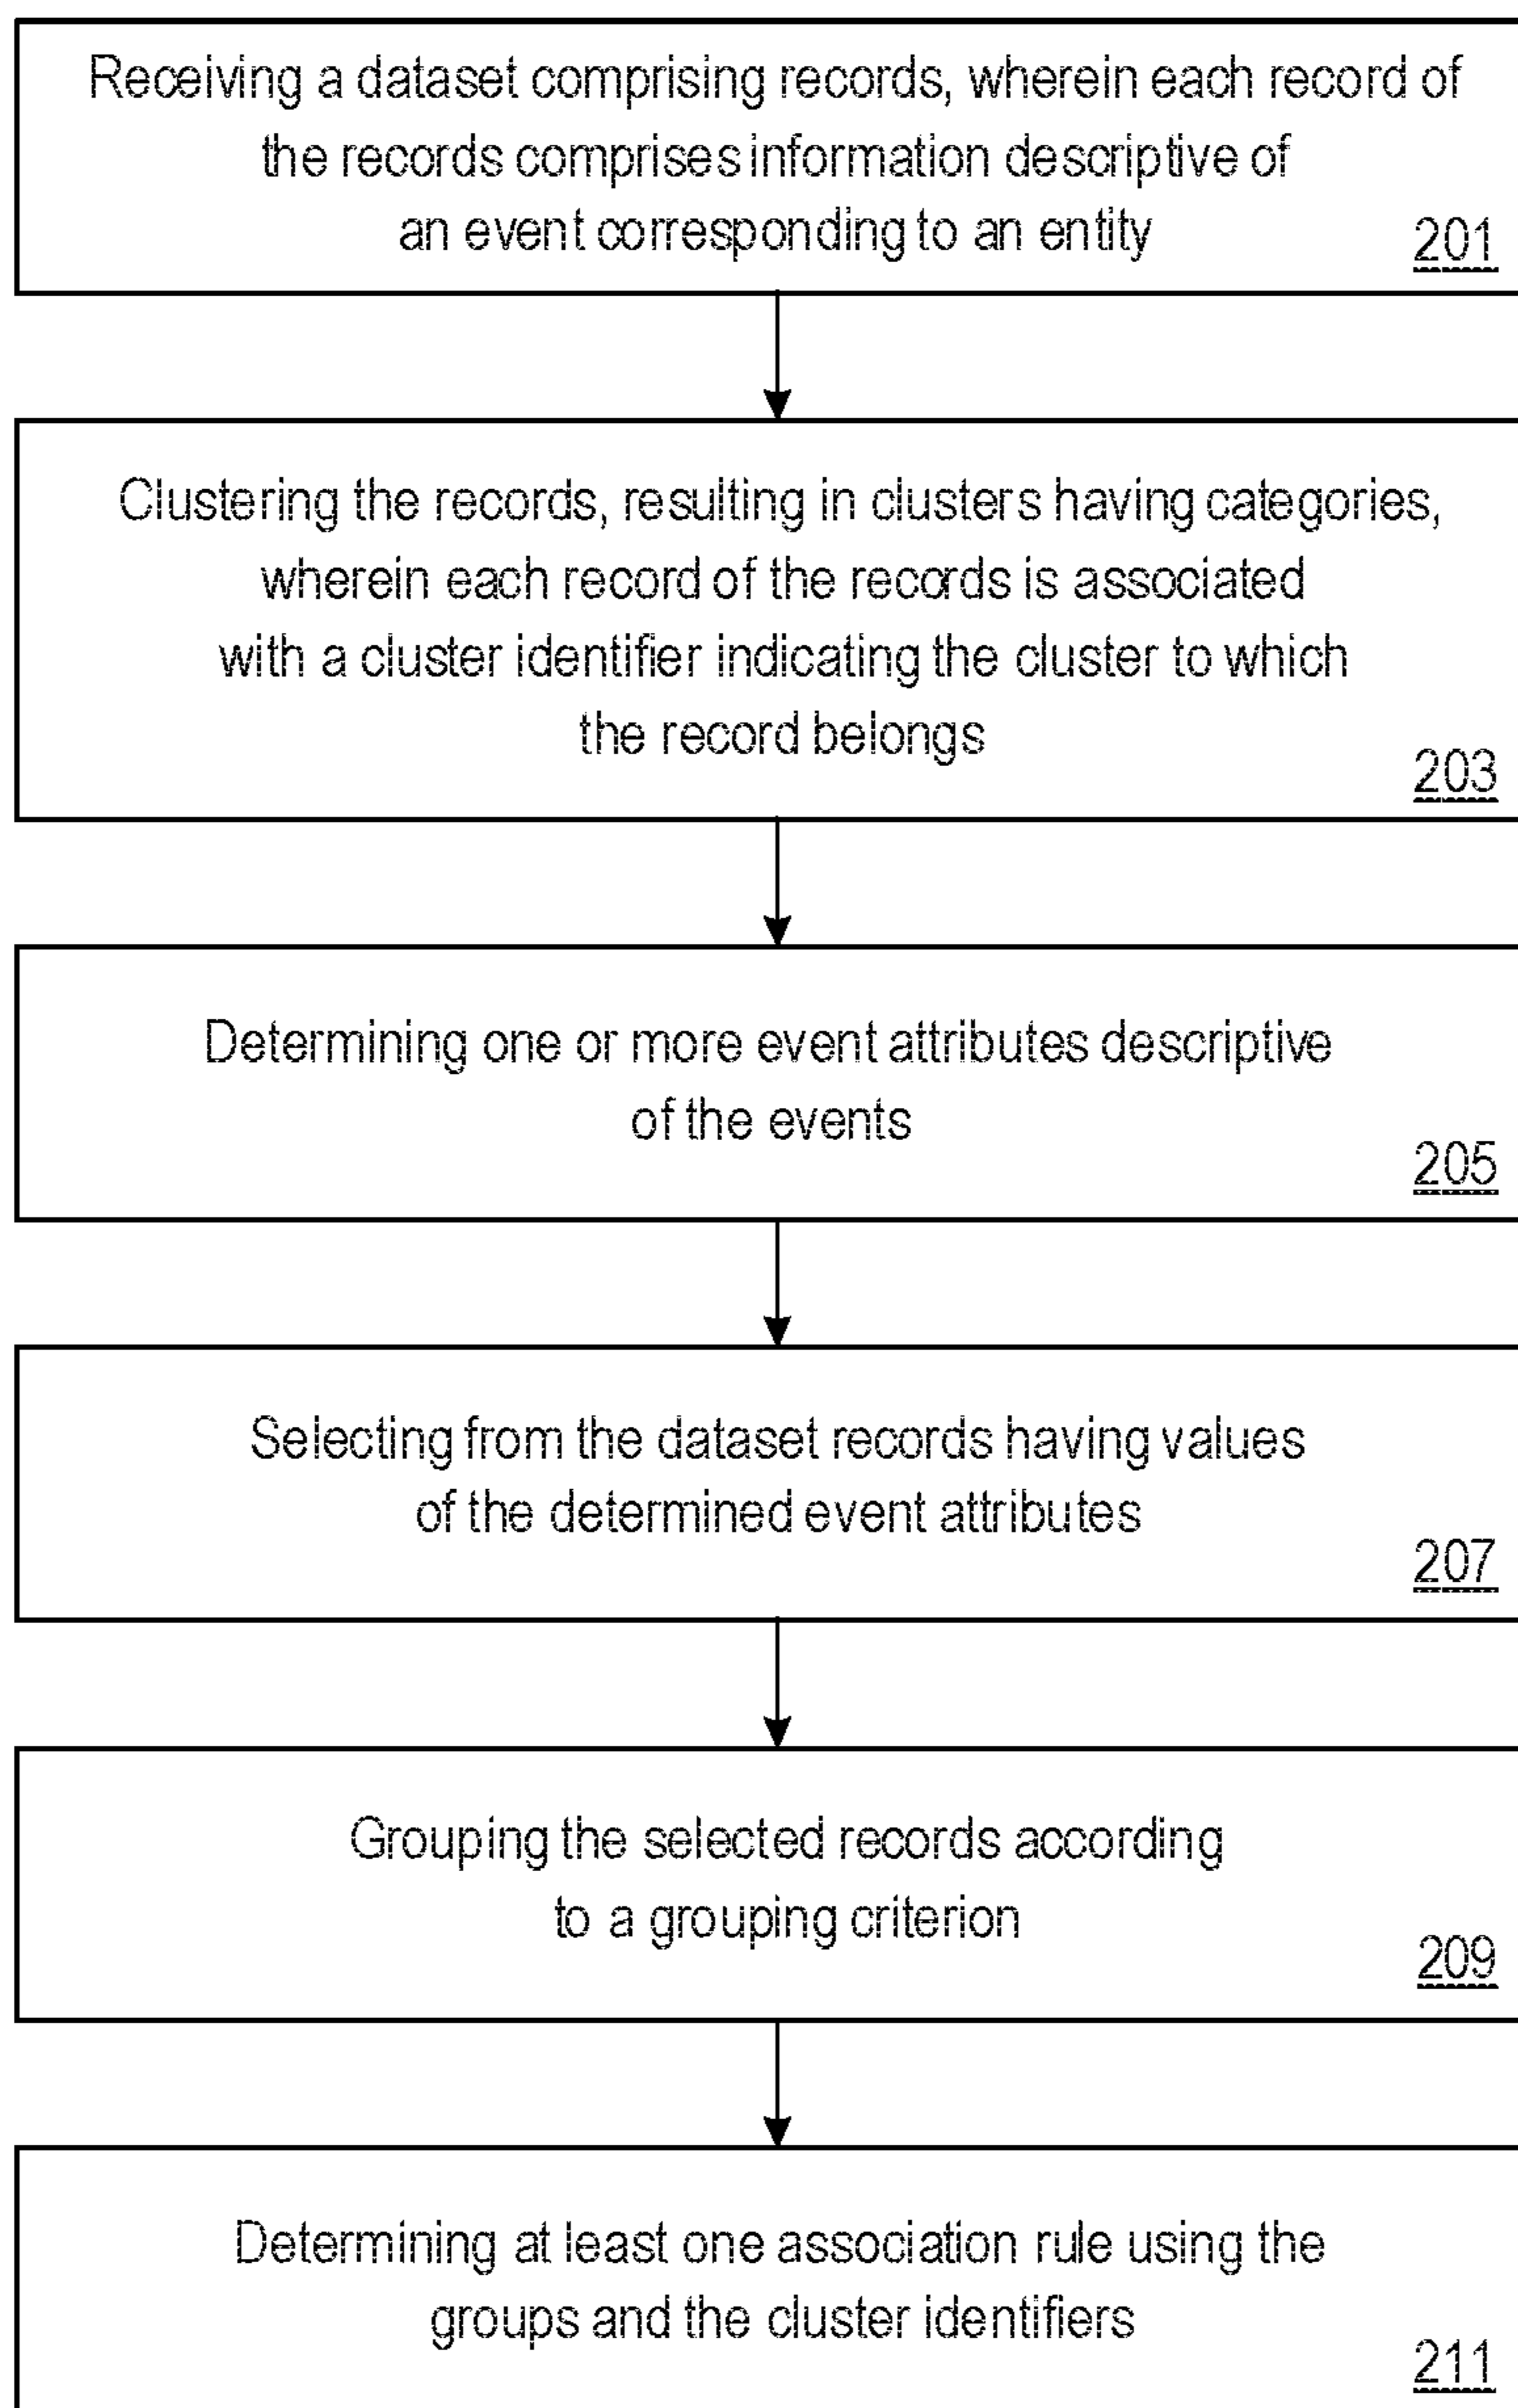 Receiving a dataset comprising records, wherein each record of
the records comprises information descriptive of
an event corresponding to an entity
201
Clustering the records, resulting in clusters having categories,
wherein each record of the records is associated
with a cluster identifier indicating the cluster to which
the record belongs
203
Determining one or more event attributes descriptive
of the events
205
Selecting from the dataset records having values
of the determined event attributes
207
Grouping the selected records according
to a grouping criterion
209
Determining at least one association rule using the
groups and the cluster identifiers
211